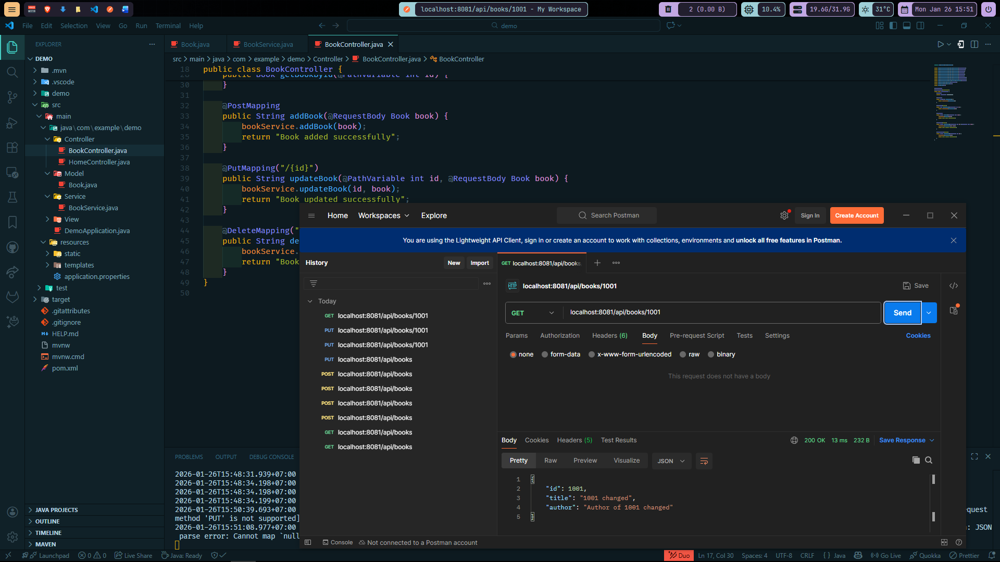 localhost:8081/api/books/1001 - My Workspace
2 (0.00 B)
10.4%
19.6G/31.9G
31°C
Mon Jan 26 15:51
File Edit Selection View Go Run Terminal Help
demo
EXPLORER
Book.java
BookService.java
BookController.java
src > main > java > com > example > demo > Controller > BookController.java > BookController
DEMO
.mvn
.vscode
demo
src
main
java\com\example\demo
Controller
BookController.java
HomeController.java
Model
Book.java
Service
BookService.java
View
DemoApplication.java
resources
static
templates
application.properties
test
target
.gitattributes
.gitignore
HELP.md
mvnw
mvnw.cmd
pom.xml
JAVA PROJECTS
OUTLINE
TIMELINE
MAVEN
18 public class BookController {
28 public Book getBookById(@PathVariable int id) {
30 }
31
32 @PostMapping
33 public String addBook(@RequestBody Book book) {
34 bookService.addBook(book);
35 return "Book added successfully";
36 }
37
38 @PutMapping("/{id}")
39 public String updateBook(@PathVariable int id, @RequestBody Book book) {
40 bookService.updateBook(id, book);
41 return "Book updated successfully";
42 }
43
44 @DeleteMapping("
45 public String de
46 bookService.
47 return "Book
48 }
49 }
50
PROBLEMS OUTPUT DEBUG CONSOLE
2026-01-26T15:48:31.939+07:00
2026-01-26T15:48:34.198+07:00
2026-01-26T15:48:34.198+07:00
2026-01-26T15:48:34.199+07:00
2026-01-26T15:50:39.693+07:00
equest
method 'PUT' is not supported]
2026-01-26T15:51:08.977+07:00
: JSON
parse error: Cannot map `null
Home Workspaces Explore
Search Postman
Sign In
Create Account
You are using the Lightweight API Client, sign in or create an account to work with collections, environments and unlock all free features in Postman.
History
New
Import
Today
GET localhost:8081/api/books/1001
PUT localhost:8081/api/books/1001
PUT localhost:8081/api/books/1001
PUT localhost:8081/api/books
POST localhost:8081/api/books
POST localhost:8081/api/books
POST localhost:8081/api/books
POST localhost:8081/api/books
GET localhost:8081/api/books
GET localhost:8081/api/books
GET localhost:8081/api/books
HTTP localhost:8081/api/books/1001
Save
GET
localhost:8081/api/books/1001
Send
Params Authorization Headers (6) Body Pre-request Script Tests Settings
Cookies
none form-data x-www-form-urlencoded raw binary
This request does not have a body
Body Cookies Headers (5) Test Results
200 OK 13 ms 232 B Save Response
Pretty Raw Preview Visualize JSON
1 {
2 "id": 1001,
3 "title": "1001 changed",
4 "author": "Author of 1001 changed"
5 }
Console Not connected to a Postman account
Launchpad 0 0 Live Share Java: Ready
Duo Ln 17, Col 30 Spaces: 4 UTF-8 CRLF { } Java Go Live Quokka Prettier